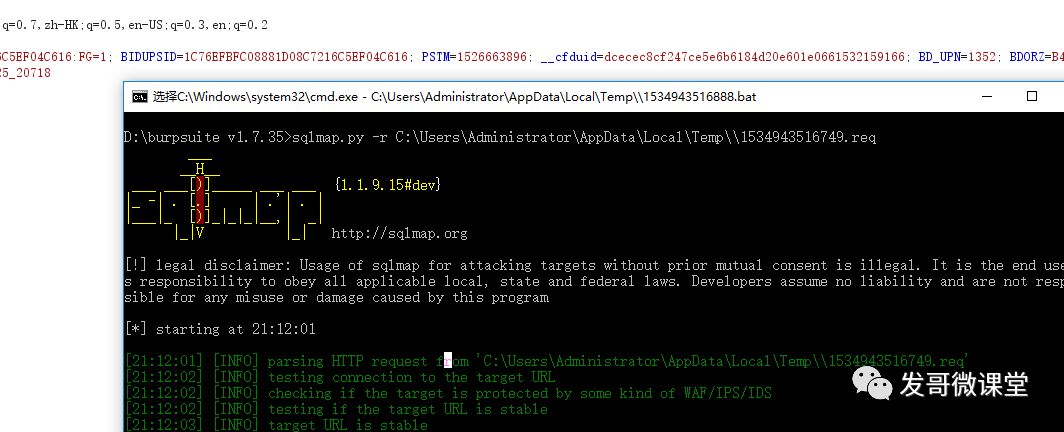 q=0.7,zh-HK;q=0.5,en-US;q=0.3,en;q=0.2
6C5EF04C616:FG=1; BIDUPSID=1C76EFBFC08881D08C7216C5EF04C616; PSTM=1526663896; __cfduid=dcecec8cf247ce5e6b6184d20e601e0661532159166; BD_UPN=1352; BDORZ=B4
25_20718
选择C:\Windows\system32\cmd.exe - C:\Users\Administrator\AppData\Local\Temp\\1534943516888.bat
D:\burpsuite v1.7.35>sqlmap.py -r C:\Users\Administrator\AppData\Local\Temp\\1534943516749.req
{1.1.9.15#dev}
http://sqlmap.org
[!] legal disclaimer: Usage of sqlmap for attacking targets without prior mutual consent is illegal. It is the end use
s responsibility to obey all applicable local, state and federal laws. Developers assume no liability and are not resp
sible for any misuse or damage caused by this program
[*] starting at 21:12:01
[21:12:01] [INFO] parsing HTTP request from 'C:\Users\Administrator\AppData\Local\Temp\\1534943516749.req'
[21:12:02] [INFO] testing connection to the target URL
[21:12:02] [INFO] checking if the target is protected by some kind of WAF/IPS/IDS
[21:12:02] [INFO] testing if the target URL is stable
[21:12:03] [INFO] target URL is stable
发哥微课堂